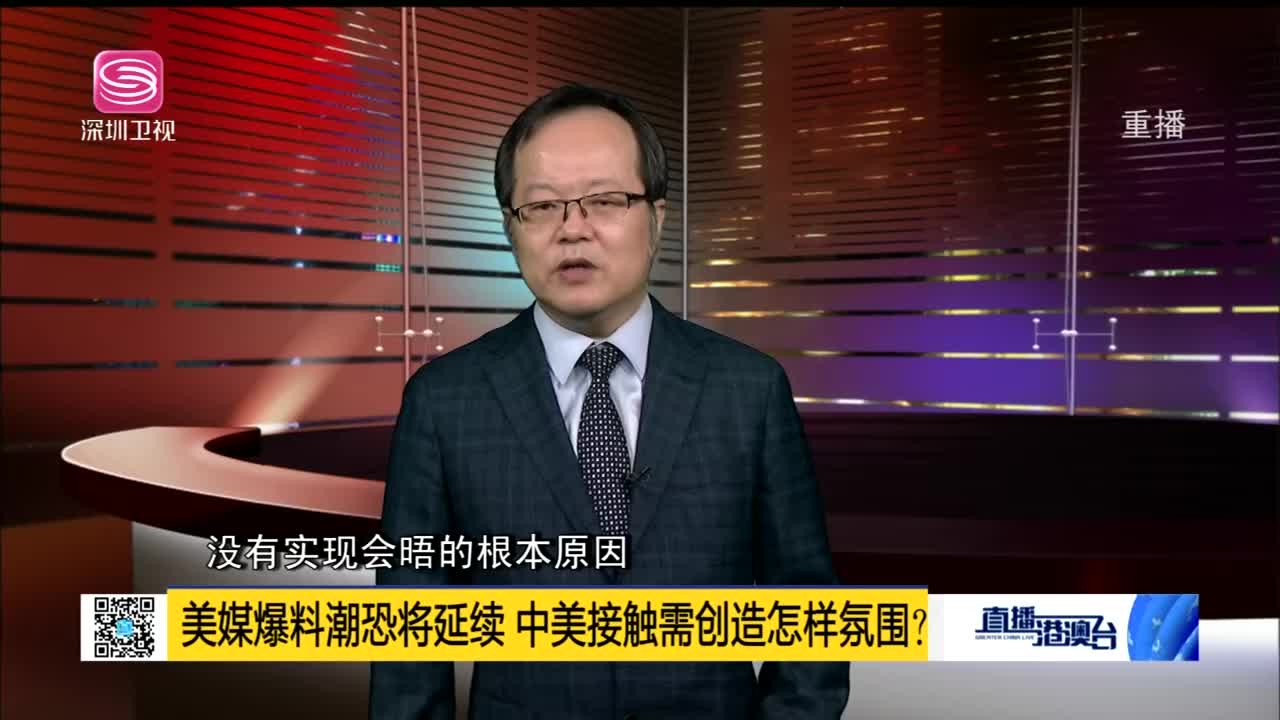 深圳卫视
重播
没有实现会晤的根本原因
美媒爆料潮恐将延续 中美接触需创造怎样氛围?
直播港澳台
GREATER CHINA LIVE